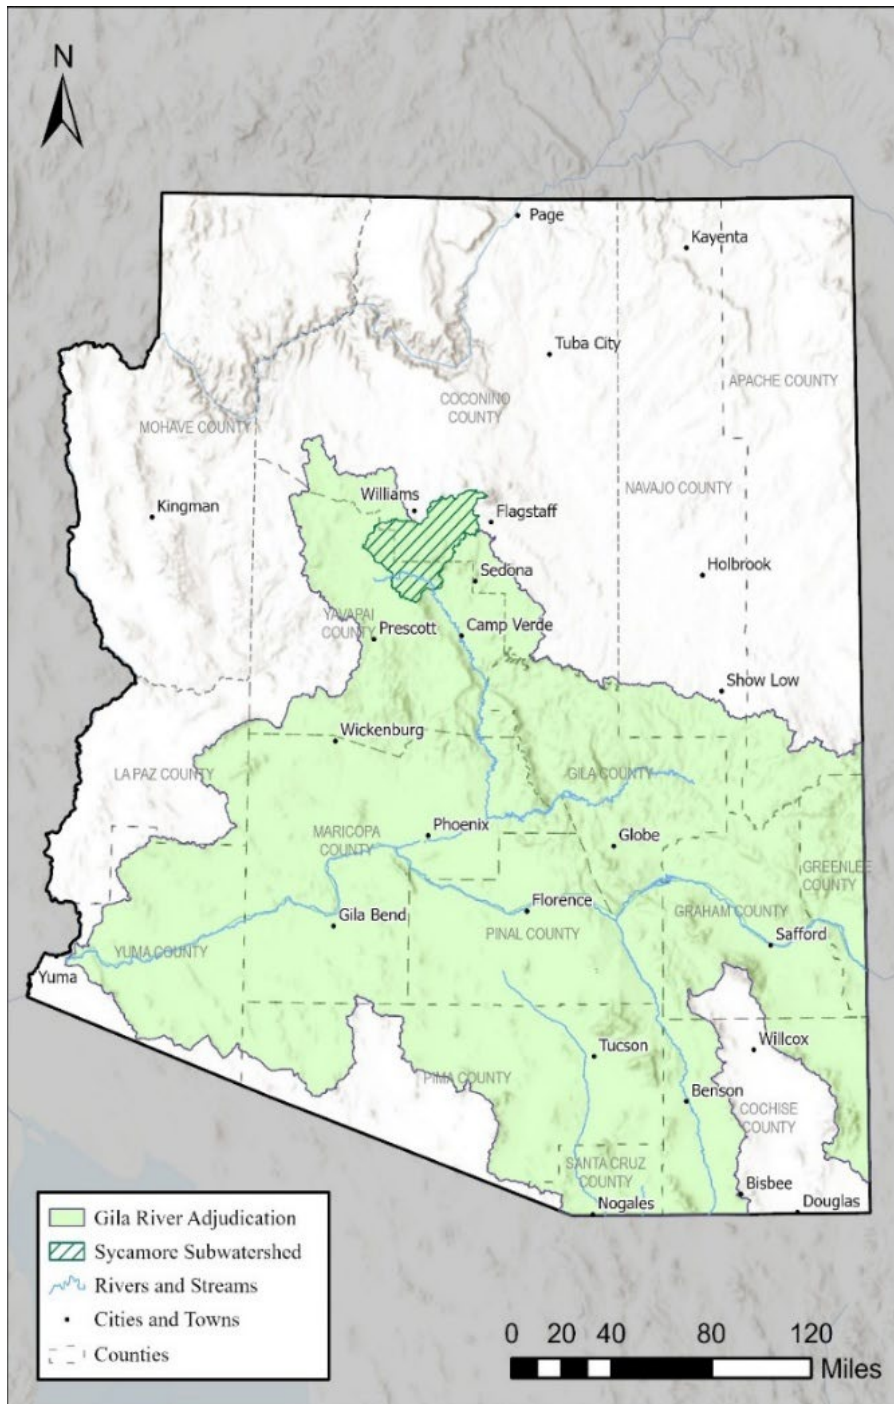 N
Page
Kayenta
Tuba City
APACHE COUNTY
COCONINO
COUNTY
MOHAVE COUNTY
Williams
NAVAJO COUNTY
Kingman
Flagstaff
Holbrook
Sedona
YAVAPAI
COUNTY
Prescott
Camp Verde
Show Low
Wickenburg
LA PAZ COUNTY
GILA COUNTY
MARICOPA
COUNTY
Phoenix
Globe
GREENLEE
COUNTY
Florence
Gila Bend
GRAHAM COUNTY
PINAL COUNTY
Safford
YUMA COUNTY
Yuma
Tucson
Willcox
PIMA COUNTY
Benson
COCHISE
COUNTY
SANTA CRUZ
COUNTY
Bisbee
Nogales
Douglas
Gila River Adjudication
Sycamore Subwatershed
Rivers and Streams
Cities and Towns
Counties
0 20 40 80 120
Miles